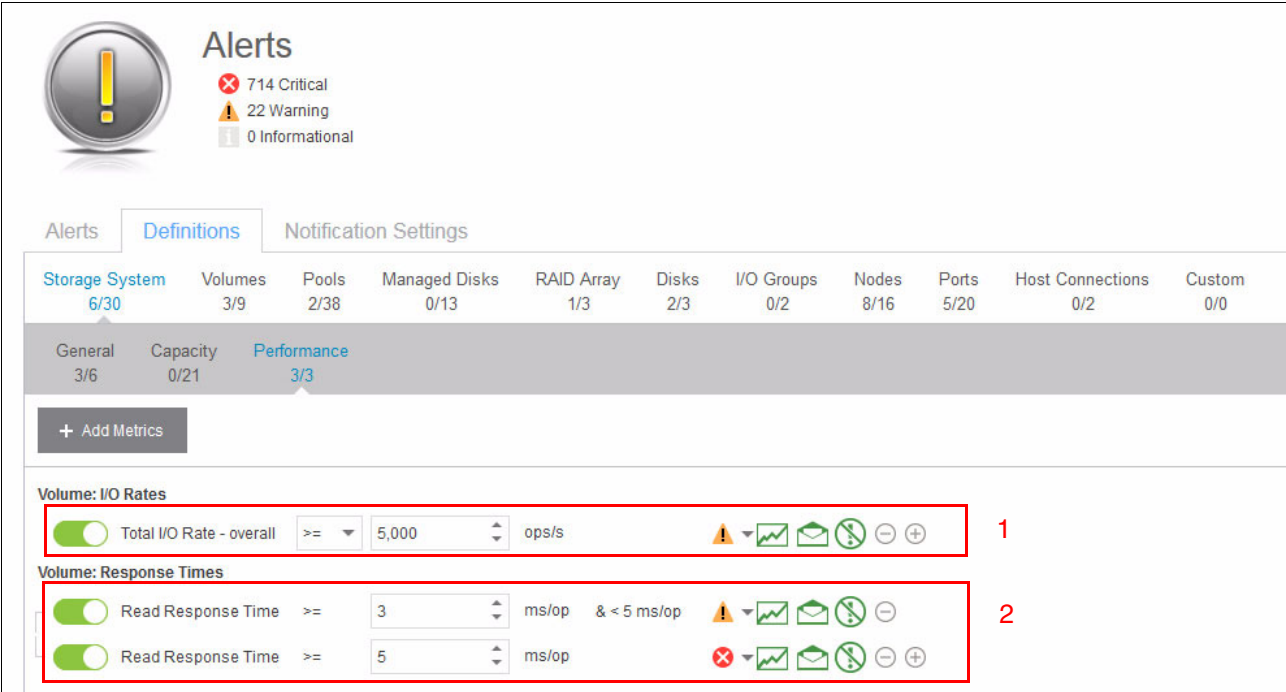 Alerts
714 Critical
22 Warning
0 Informational
Alerts Definitions Notification Settings
Storage System Volumes Pools Managed Disks RAID Array Disks I/O Groups Nodes Ports Host Connections Custom
6/30 3/9 2/38 0/13 1/3 2/3 0/2 8/16 5/20 0/2 0/0
General Capacity Performance
3/6 0/21 3/3
+ Add Metrics
Volume: I/O Rates
Total I/O Rate - overall >= 5,000 ops/s 1
Volume: Response Times
Read Response Time >= 3 ms/op & < 5 ms/op 2
Read Response Time >= 5 ms/op